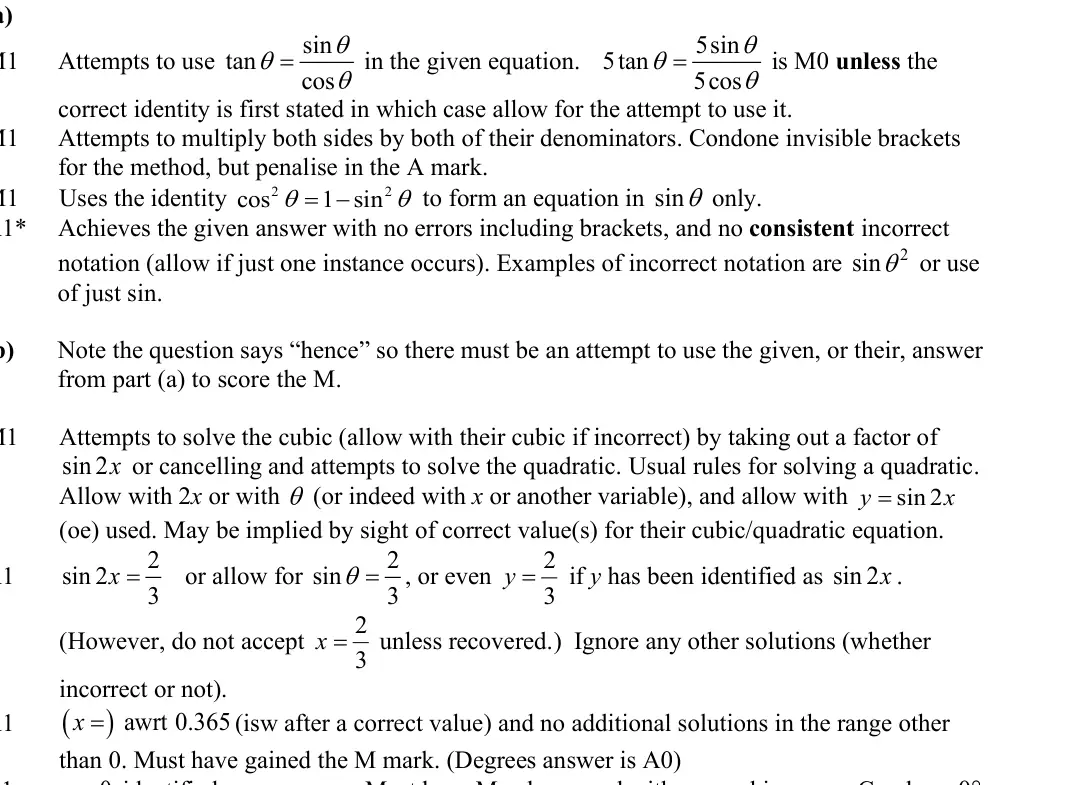 a)
M1 Attempts to use tan θ = sin θ / cos θ in the given equation. 5 tan θ = 5 sin θ / 5 cos θ is M0 unless the
correct identity is first stated in which case allow for the attempt to use it.
M1 Attempts to multiply both sides by both of their denominators. Condone invisible brackets
for the method, but penalise in the A mark.
M1 Uses the identity cos² θ = 1 − sin² θ to form an equation in sin θ only.
A1* Achieves the given answer with no errors including brackets, and no consistent incorrect
notation (allow if just one instance occurs). Examples of incorrect notation are sin θ² or use
of just sin.
b) Note the question says “hence” so there must be an attempt to use the given, or their, answer
from part (a) to score the M.
M1 Attempts to solve the cubic (allow with their cubic if incorrect) by taking out a factor of
sin 2x or cancelling and attempts to solve the quadratic. Usual rules for solving a quadratic.
Allow with 2x or with θ (or indeed with x or another variable), and allow with y = sin 2x
(oe) used. May be implied by sight of correct value(s) for their cubic/quadratic equation.
A1 sin 2x = 2/3 or allow for sin θ = 2/3, or even y = 2/3 if y has been identified as sin 2x.
(However, do not accept x = 2/3 unless recovered.) Ignore any other solutions (whether
incorrect or not).
A1 (x =) awrt 0.365 (isw after a correct value) and no additional solutions in the range other
than 0. Must have gained the M mark. (Degrees answer is A0)